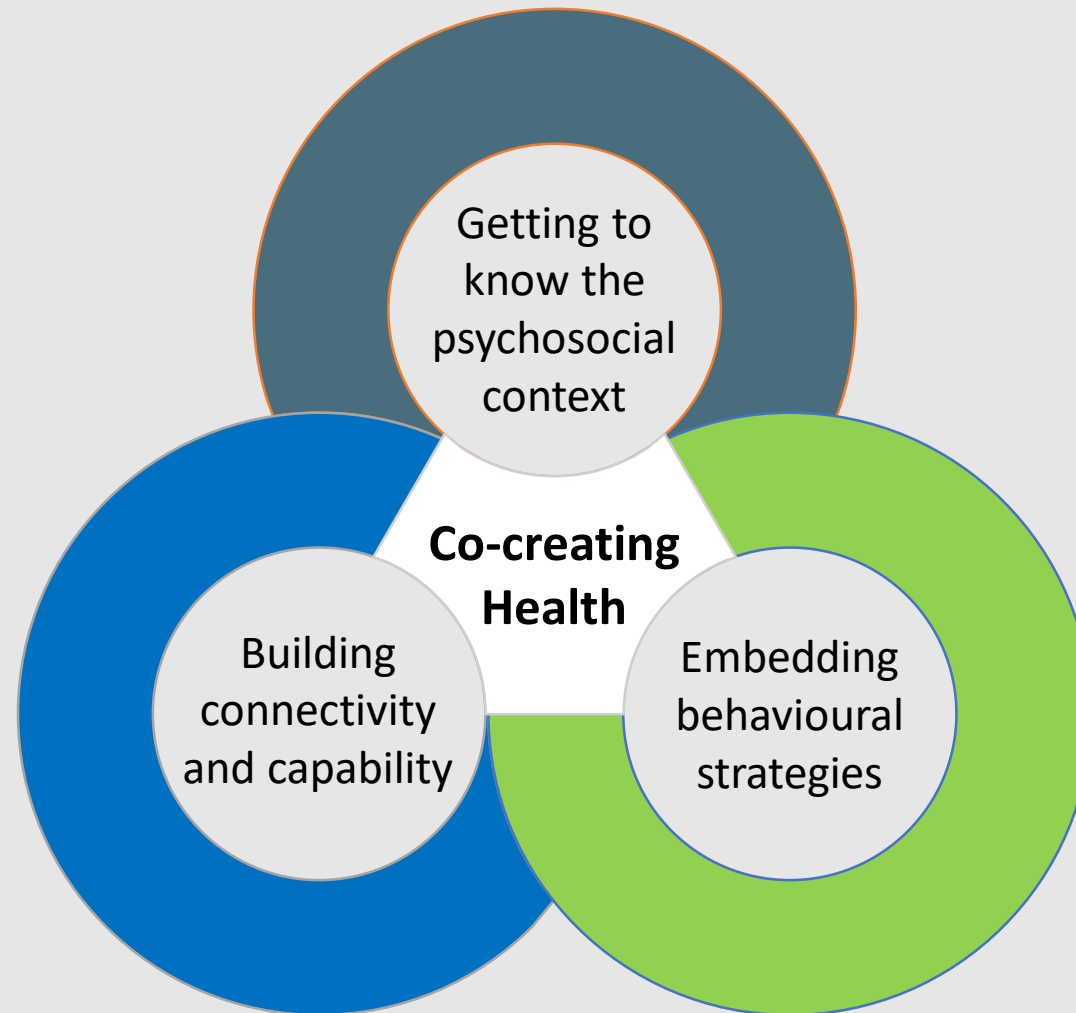 Getting to
know the
psychosocial
context
Co-creating
Health
Building
connectivity
and capability
Embedding
behavioural
strategies